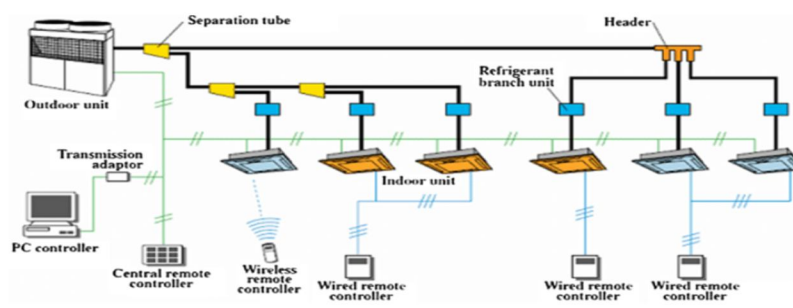 Separation tube
Header
Refrigerant
branch unit
Outdoor unit
Transmission
adaptor
Indoor unit
PC controller
Central remote
controller
Wireless
remote
controller
Wired remote
controller
Wired remote
controller
Wired remote
controller